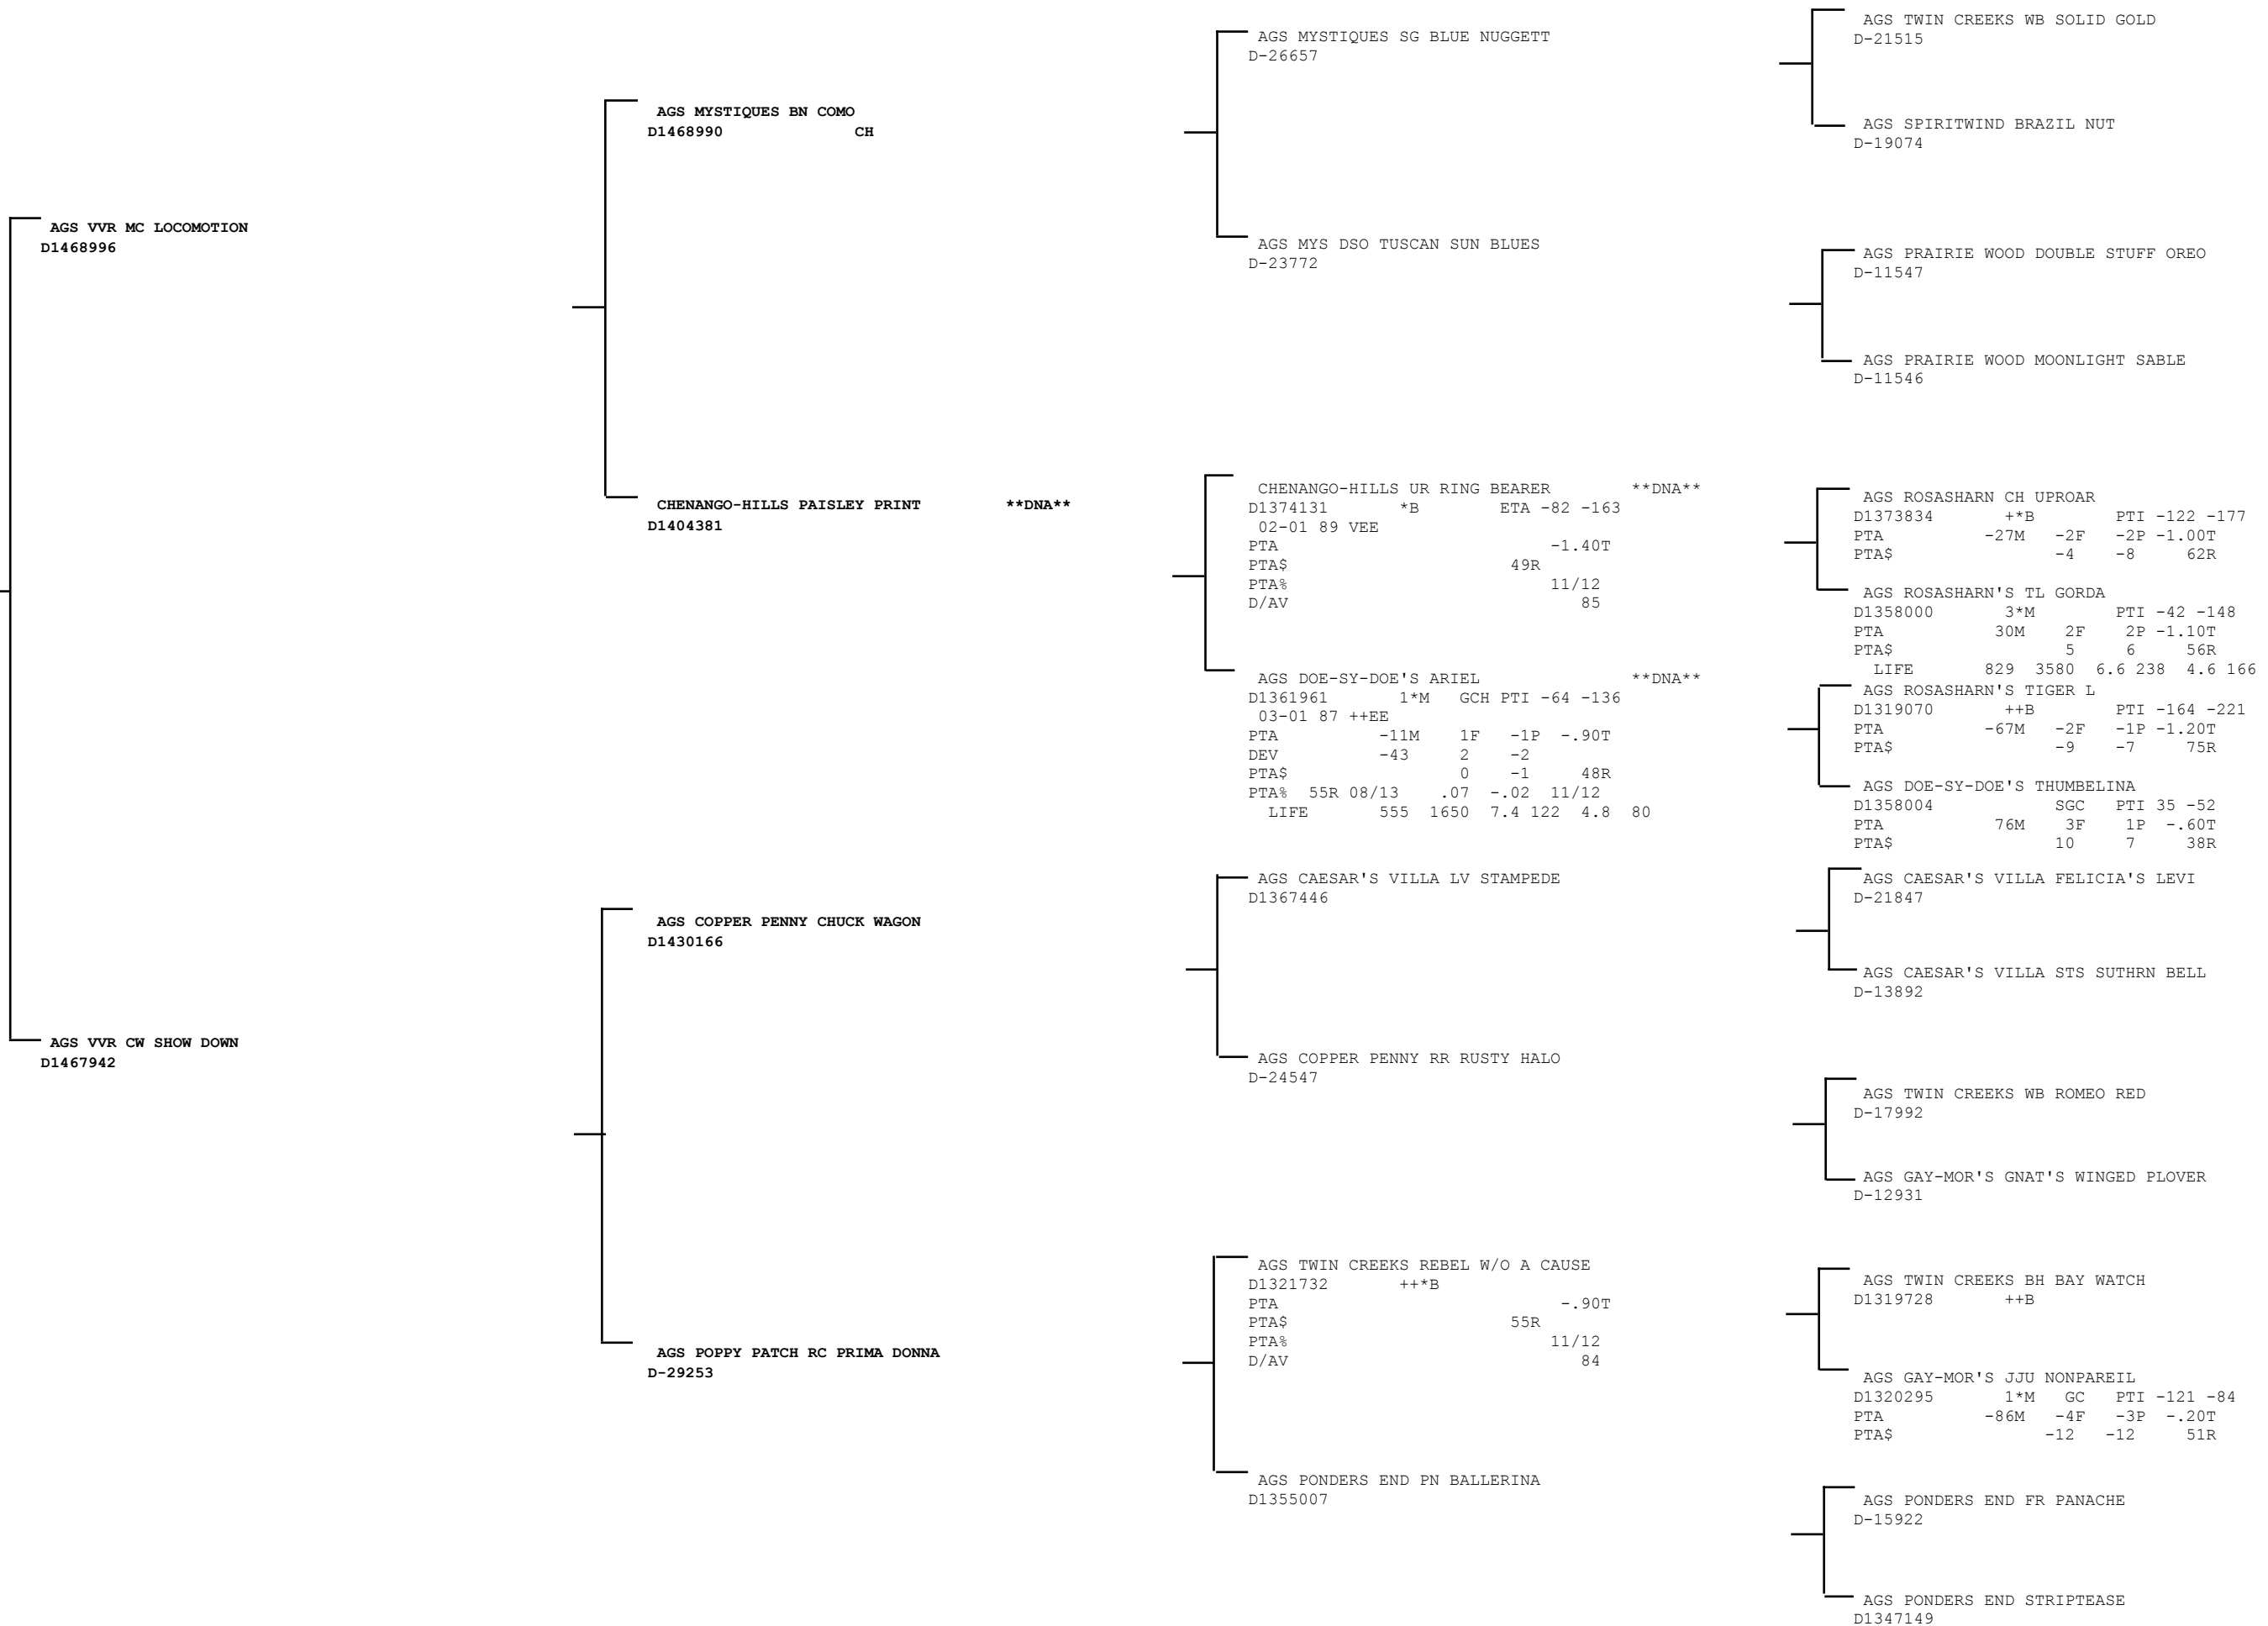 AGS VVR MC LOCOMOTION
D1468996
AGS VVR CW SHOW DOWN
D1467942
AGS MYSTIQUES BN COMO
D1468990 CH
CHENANGO-HILLS PAISLEY PRINT **DNA**
D1404381
AGS COPPER PENNY CHUCK WAGON
D1430166
AGS POPPY PATCH RC PRIMA DONNA
D-29253
AGS MYSTIQUES SG BLUE NUGGETT
D-26657
AGS MYS DSO TUSCAN SUN BLUES
D-23772
CHENANGO-HILLS UR RING BEARER **DNA**
D1374131 *B ETA -82 -163
02-01 89 VEE
PTA -1.40T
PTA$ 49R
PTA% 11/12
D/AV 85
AGS DOE-SY-DOE'S ARIEL **DNA**
D1361961 1*M GCH PTI -64 -136
03-01 87 ++EE
PTA -11M 1F -1P -.90T
DEV -43 2 -2
PTA$ 0 -1 48R
PTA% 55R 08/13 .07 -.02 11/12
LIFE 555 1650 7.4 122 4.8 80
AGS CAESAR'S VILLA LV STAMPEDE
D1367446
AGS COPPER PENNY RR RUSTY HALO
D-24547
AGS TWIN CREEKS REBEL W/O A CAUSE
D1321732 ++*B
PTA -.90T
PTA$ 55R
PTA% 11/12
D/AV 84
AGS PONDERS END PN BALLERINA
D1355007
AGS TWIN CREEKS WB SOLID GOLD
D-21515
AGS SPIRITWIND BRAZIL NUT
D-19074
AGS PRAIRIE WOOD DOUBLE STUFF OREO
D-11547
AGS PRAIRIE WOOD MOONLIGHT SABLE
D-11546
AGS ROSASHARN CH UPROAR
D1373834 +*B PTI -122 -177
PTA -27M -2F -2P -1.00T
PTA$ -4 -8 62R
AGS ROSASHARN'S TL GORDA
D1358000 3*M PTI -42 -148
PTA 30M 2F 2P -1.10T
PTA$ 5 6 56R
LIFE 829 3580 6.6 238 4.6 166
AGS ROSASHARN'S TIGER L
D1319070 ++B PTI -164 -221
PTA -67M -2F -1P -1.20T
PTA$ -9 -7 75R
AGS DOE-SY-DOE'S THUMBELINA
D1358004 SGC PTI 35 -52
PTA 76M 3F 1P -.60T
PTA$ 10 7 38R
AGS CAESAR'S VILLA FELICIA'S LEVI
D-21847
AGS CAESAR'S VILLA STS SUTHRN BELL
D-13892
AGS TWIN CREEKS WB ROMEO RED
D-17992
AGS GAY-MOR'S GNAT'S WINGED PLOVER
D-12931
AGS TWIN CREEKS BH BAY WATCH
D1319728 ++B
AGS GAY-MOR'S JJU NONPAREIL
D1320295 1*M GC PTI -121 -84
PTA -86M -4F -3P -.20T
PTA$ -12 -12 51R
AGS PONDERS END FR PANACHE
D-15922
AGS PONDERS END STRIPTEASE
D1347149